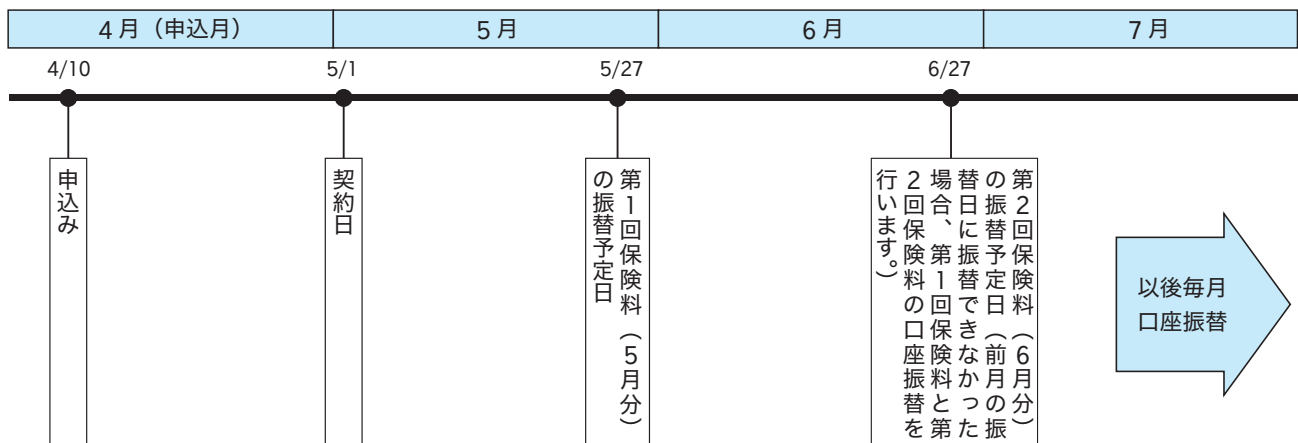 4月（申込月）
5月
6月
7月
4/10
5/1
5/27
6/27
申込み
契約日
第1回保険料（5月分）
の振替予定日
第2回保険料（6月分）
の振替予定日（前月の振
替日に振替できなかった
場合、第1回保険料と第
2回保険料の口座振替を
行います。）
以後毎月
口座振替